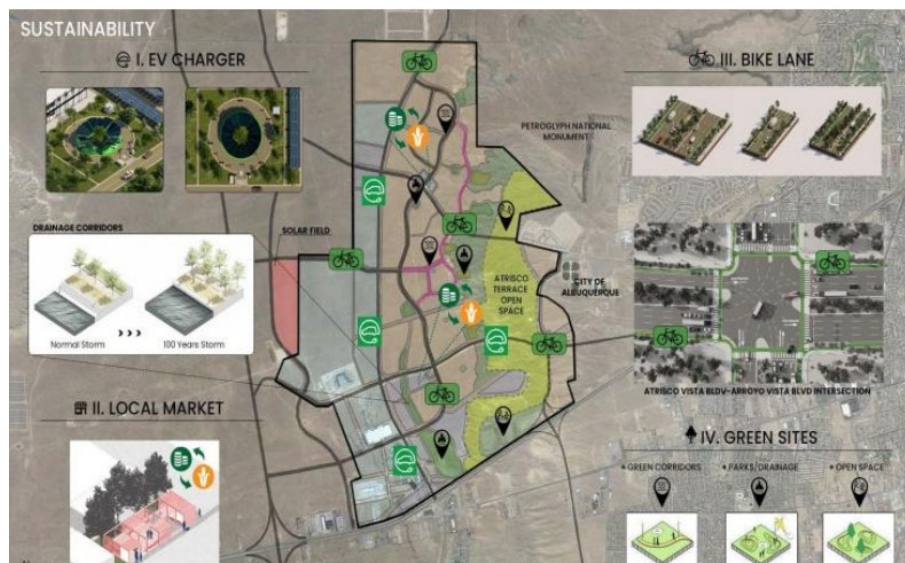 SUSTAINABILITY
I. EV CHARGER
DRAINAGE CORRIDORS
Normal Storm
100 Years Storm
II. LOCAL MARKET
SOLAR FIELD
PETROGLYPH NATIONAL
MONUMENT
ATRISCO
TERRACE
OPEN
SPACE
CITY OF
ALBUQUERQUE
III. BIKE LANE
ATRISCO VISTA BLDV-ARROYO VISTA BLVD INTERSECTION
IV. GREEN SITES
GREEN CORRIDORS
PARKS/DRAINAGE
OPEN SPACE